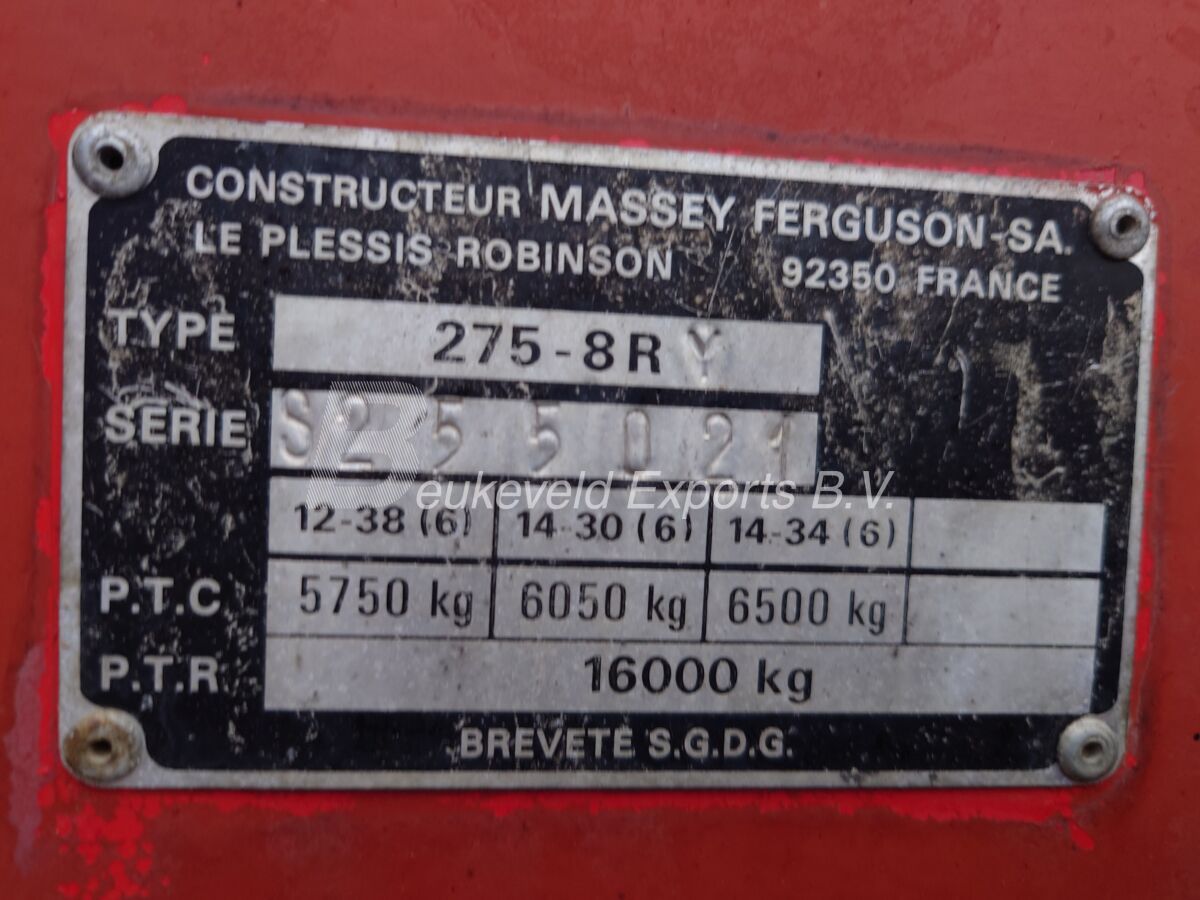 CONSTRUCTEUR MASSEY FERGUSON-SA.
LE PLESSIS-ROBINSON 92350 FRANCE
TYPE 275-8R Y
SERIE S255021
12-38 (6) 14-30 (6) 14-34 (6)
P.T.C 5750 kg 6050 kg 6500 kg
P.T.R 16000 kg
BREVETE S.G.D.G.
Beukeveld Exports B.V.